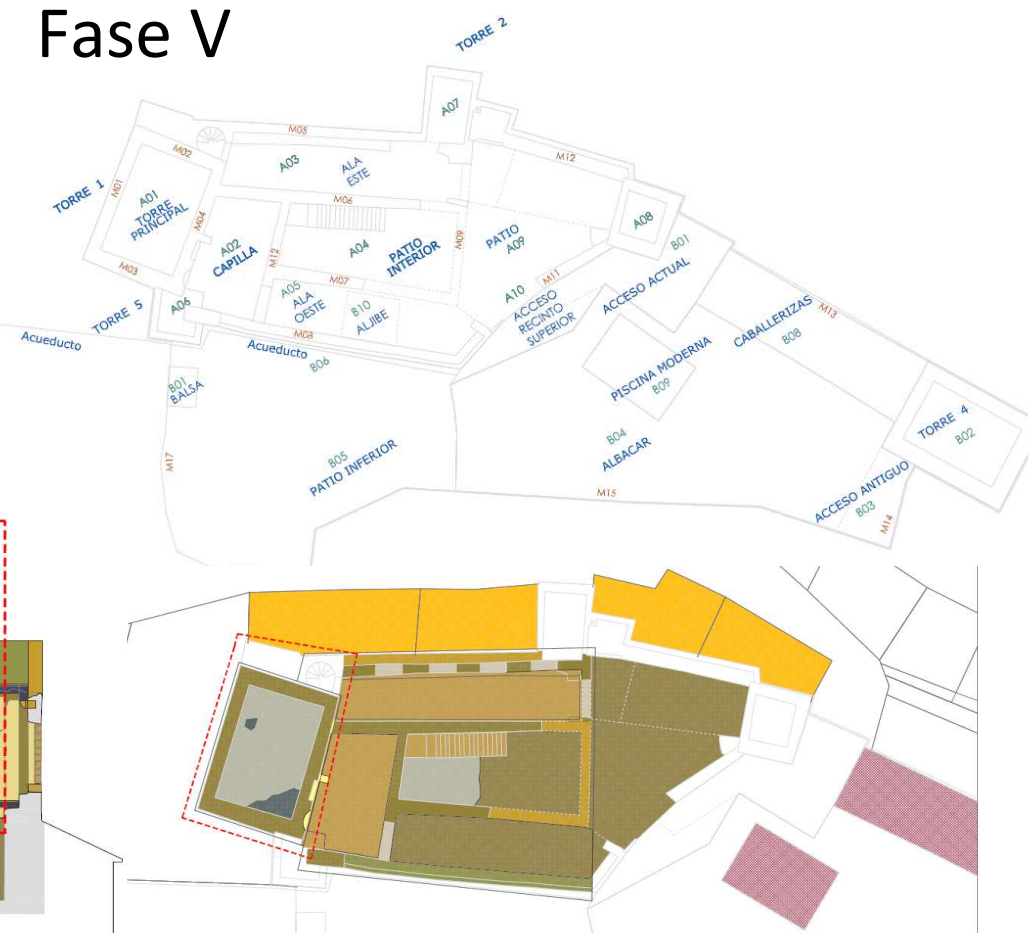 Fase V
TORRE 2
A07
M05
M02
M12
A03
ALA
ESTE
TORRE 1
M01
A01
TORRE
PRINCIPAL
M04
M06
A08
A02
CAPILLA
M12
A04
PATIO
INTERIOR
M09
PATIO
A09
B01
M03
M07
M11
ACCESO ACTUAL
A05
ALA
OESTE
B10
ALJIBE
A10
ACCESO
RECINTO
SUPERIOR
M13
A06
TORRE 5
M08
CABALLERIZAS
B08
Acueducto
Acueducto
B06
PISCINA MODERNA
B09
B01
BALSA
TORRE 4
B02
B04
ALBACAR
M17
B05
PATIO INFERIOR
M15
ACCESO ANTIGUO
B03
M14